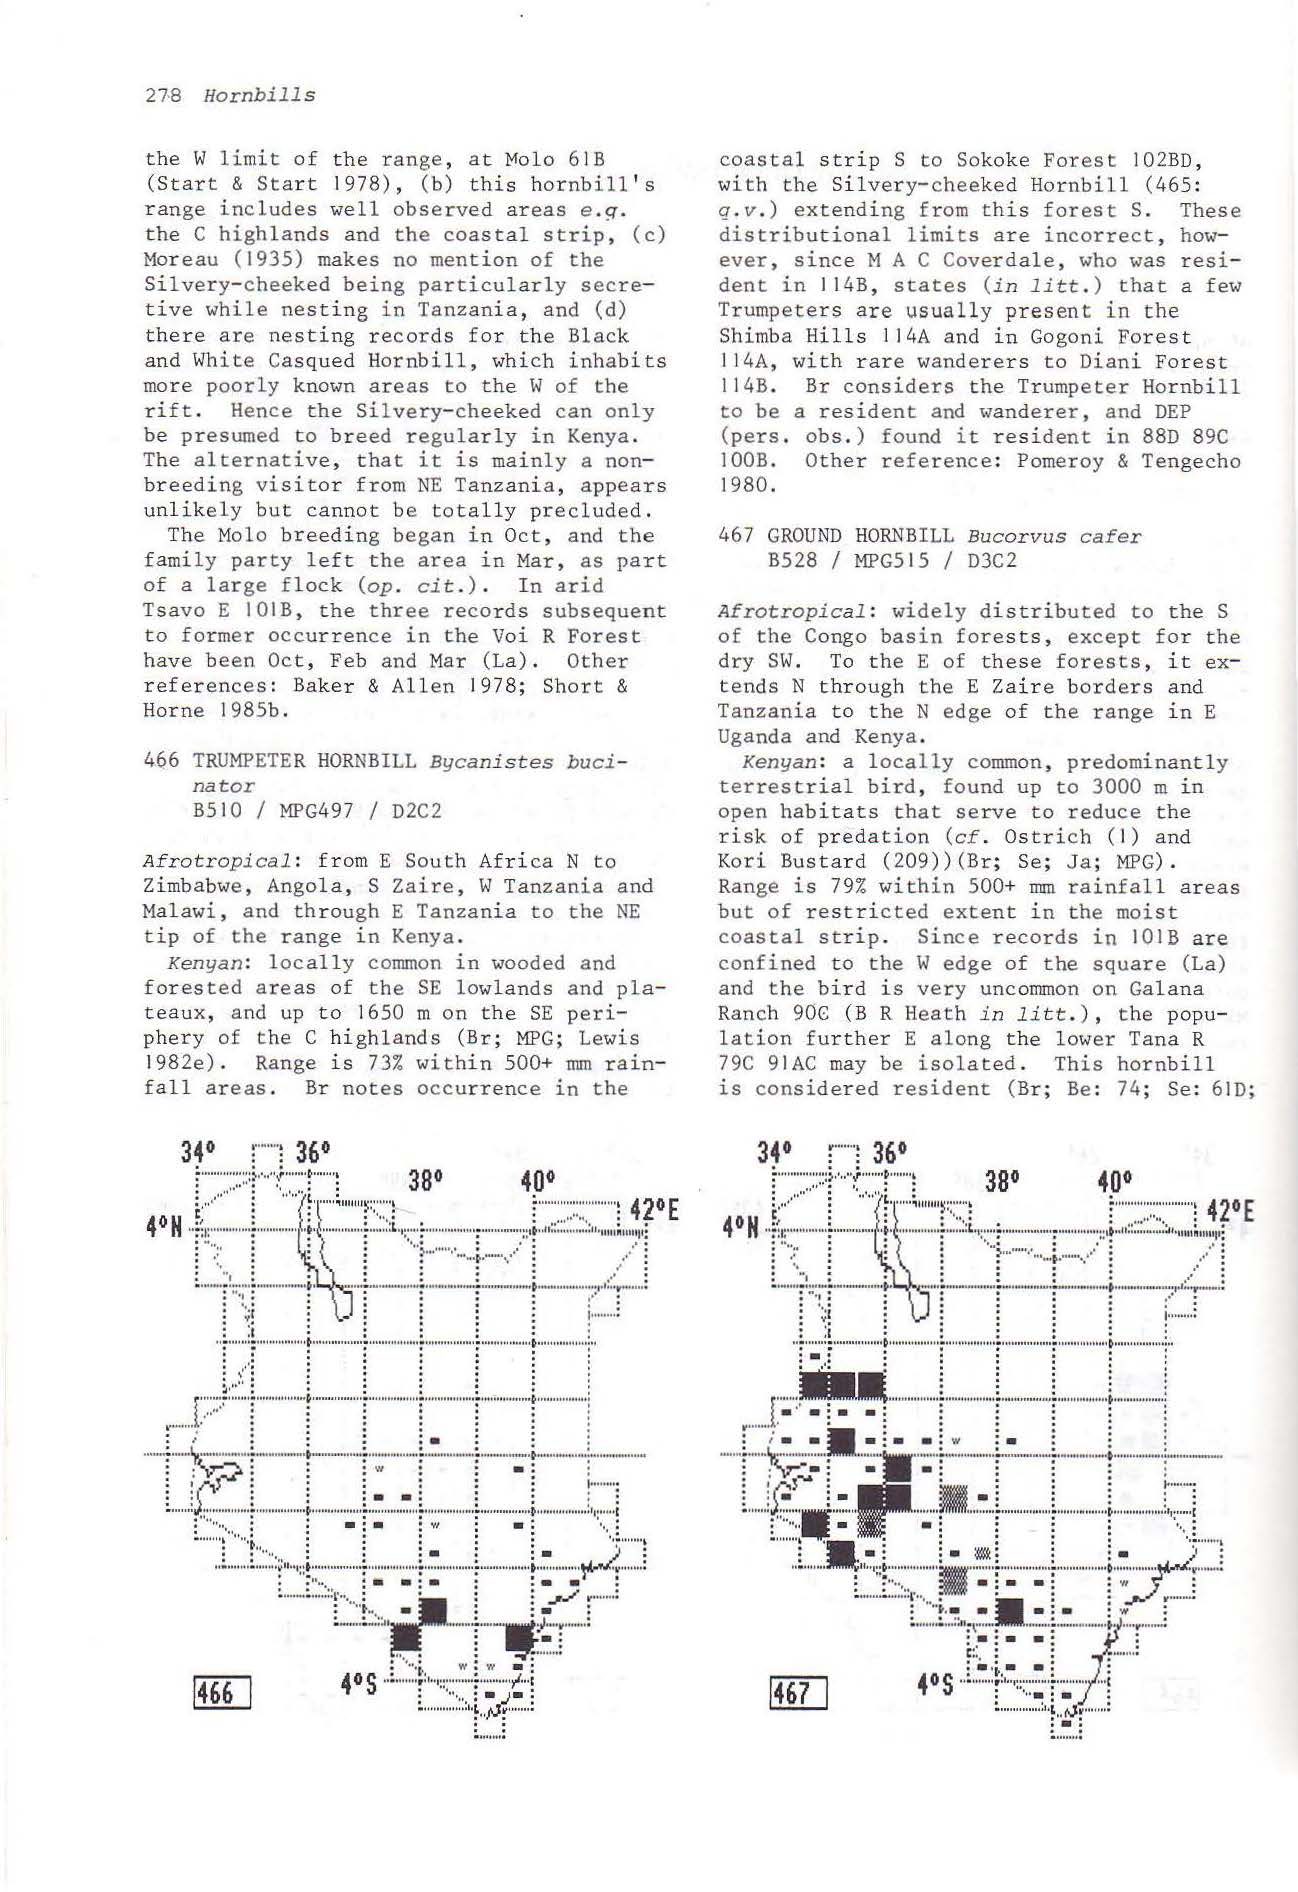 278 Hornbills
the W limit of the range, at Molo 61B
(Start & Start 1978), (b) this hornbill's
range includes well observed areas e.g.
the C highlands and the coastal strip, (c)
Moreau (1935) makes no mention of the
Silvery-cheeked being particularly secre-
tive while nesting in Tanzania, and (d)
there are nesting records for the Black
and White Casqued Hornbill, which inhabits
more poorly known areas to the W of the
rift. Hence the Silvery-cheeked can only
be presumed to breed regularly in Kenya.
The alternative, that it is mainly a non-
breeding visitor from NE Tanzania, appears
unlikely but cannot be totally precluded.
The Molo breeding began in Oct, and the
family party left the area in Mar, as part
of a large flock (op. cit.). In arid
Tsavo E 101B, the three records subsequent
to former occurrence in the Voi R Forest
have been Oct, Feb and Mar (La). Other
references: Baker & Allen 1978; Short &
Horne 1985b.
466 TRUMPETER HORNBILL Bycanistes buci-
nator
B510 / MPG497 / D2C2
Afrotropical: from E South Africa N to
Zimbabwe, Angola, S Zaire, W Tanzania and
Malawi, and through E Tanzania to the NE
tip of the range in Kenya.
Kenyan: locally common in wooded and
forested areas of the SE lowlands and pla-
teaux, and up to 1650 m on the SE peri-
phery of the C highlands (Br; MPG; Lewis
1982e). Range is 73% within 500+ mm rain-
fall areas. Br notes occurrence in the
coastal strip S to Sokoke Forest 102BD,
with the Silvery-cheeked Hornbill (465:
q.v.) extending from this forest S. These
distributional limits are incorrect, how-
ever, since M A C Coverdale, who was resi-
dent in 114B, states (in litt.) that a few
Trumpeters are usually present in the
Shimba Hills 114A and in Gogoni Forest
114A, with rare wanderers to Diani Forest
114B. Br considers the Trumpeter Hornbill
to be a resident and wanderer, and DEP
(pers. obs.) found it resident in 88D 89C
100B. Other reference: Pomeroy & Tengecho
1980.
467 GROUND HORNBILL Bucorvus cafer
B528 / MPG515 / D3C2
Afrotropical: widely distributed to the S
of the Congo basin forests, except for the
dry SW. To the E of these forests, it ex-
tends N through the E Zaire borders and
Tanzania to the N edge of the range in E
Uganda and Kenya.
Kenyan: a locally common, predominantly
terrestrial bird, found up to 3000 m in
open habitats that serve to reduce the
risk of predation (cf. Ostrich (1) and
Kori Bustard (209))(Br; Se; Ja; MPG).
Range is 79% within 500+ mm rainfall areas
but of restricted extent in the moist
coastal strip. Since records in 101B are
confined to the W edge of the square (La)
and the bird is very uncommon on Galana
Ranch 90C (B R Heath in litt.), the popu-
lation further E along the lower Tana R
79C 91AC may be isolated. This hornbill
is considered resident (Br; Be: 74; Se: 61D;
34° 36°
38° 40°
42°E
4°N
4°S
466
34° 36°
38° 40°
42°E
4°N
4°S
467